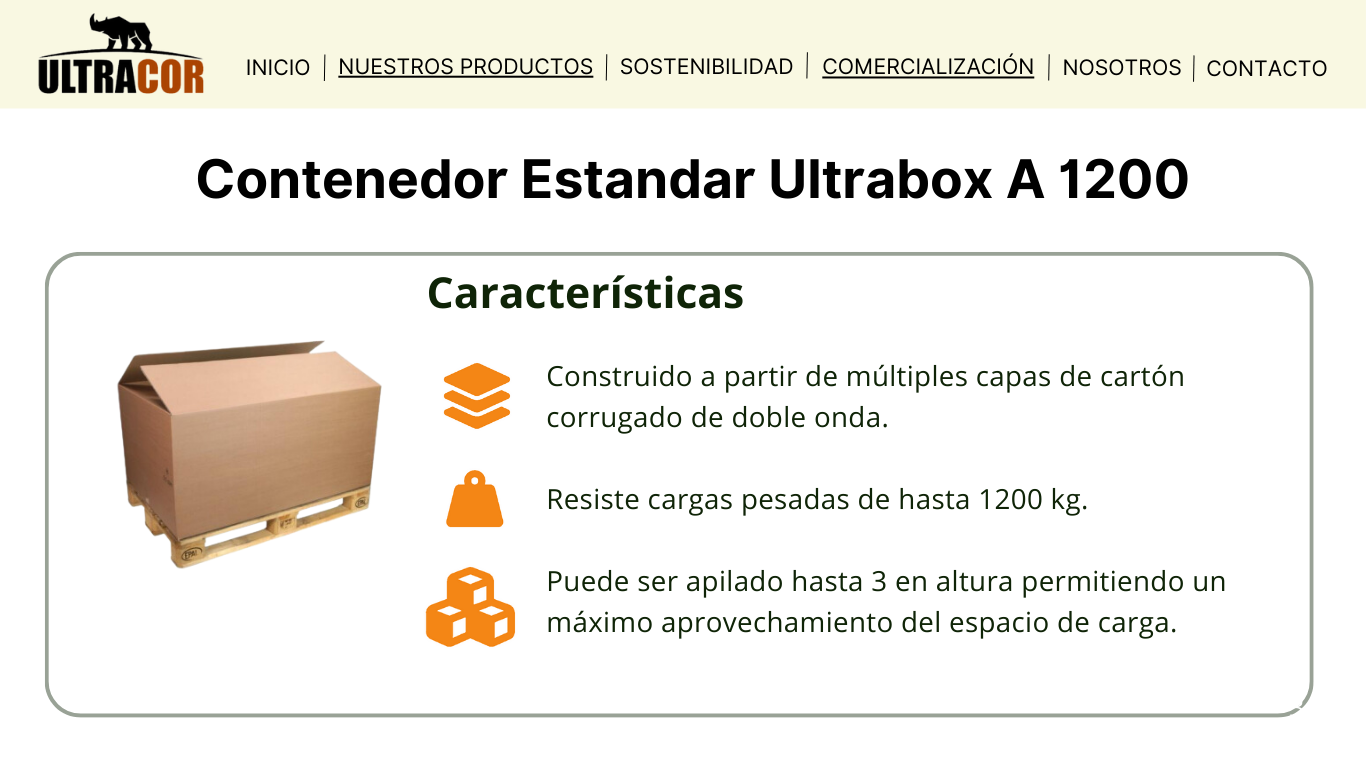 ULTRACOR
INICIO | NUESTROS PRODUCTOS | SOSTENIBILIDAD | COMERCIALIZACIÓN | NOSOTROS | CONTACTO
Contenedor Estandar Ultrabox A 1200
Características
Construido a partir de múltiples capas de cartón
corrugado de doble onda.
Resiste cargas pesadas de hasta 1200 kg.
Puede ser apilado hasta 3 en altura permitiendo un
máximo aprovechamiento del espacio de carga.